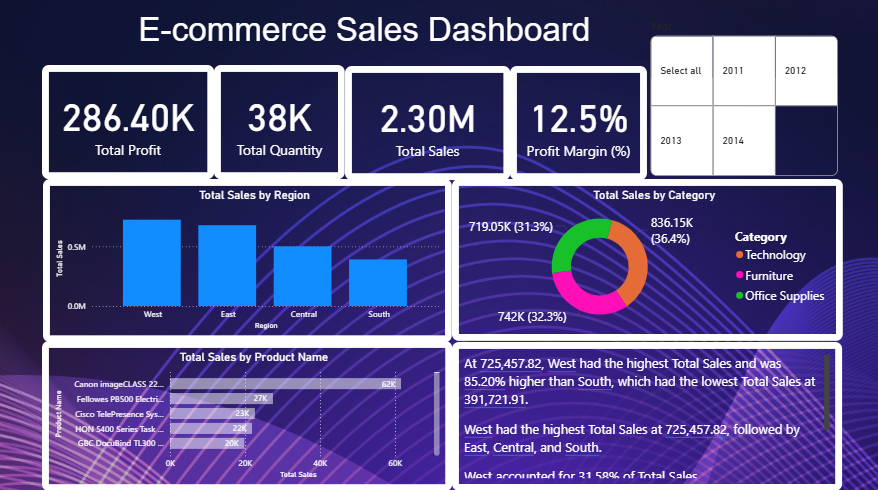 E-commerce Sales Dashboard
Year
Select all
2011
2012
2013
2014
286.40K
Total Profit
38K
Total Quantity
2.30M
Total Sales
12.5%
Profit Margin (%)
Total Sales by Region
Total Sales
0.5M
0.0M
West
East
Central
South
Region
Total Sales by Category
719.05K (31.3%)
836.15K
(36.4%)
742K (32.3%)
Category
Technology
Furniture
Office Supplies
Total Sales by Product Name
Product Name
Canon imageCLASS 22...
62K
Fellowes PB500 Electri...
27K
Cisco TelePresence Sys...
23K
HON 5400 Series Task ...
22K
GBC DocuBind TL300 ...
20K
0K
20K
40K
60K
Total Sales
At 725,457.82, West had the highest Total Sales and was
85.20% higher than South, which had the lowest Total Sales at
391,721.91.
West had the highest Total Sales at 725,457.82, followed by
East, Central, and South.
West accounted for 31.58% of Total Sales.